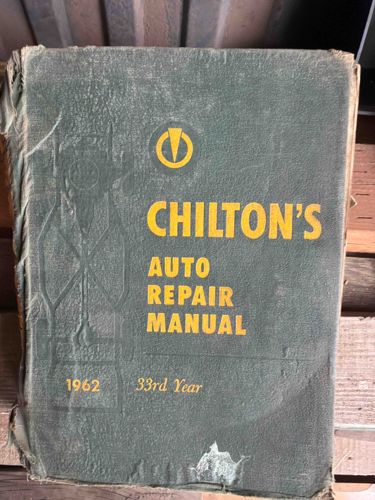 CHILTON'S
AUTO
REPAIR
MANUAL
1962 33rd Year